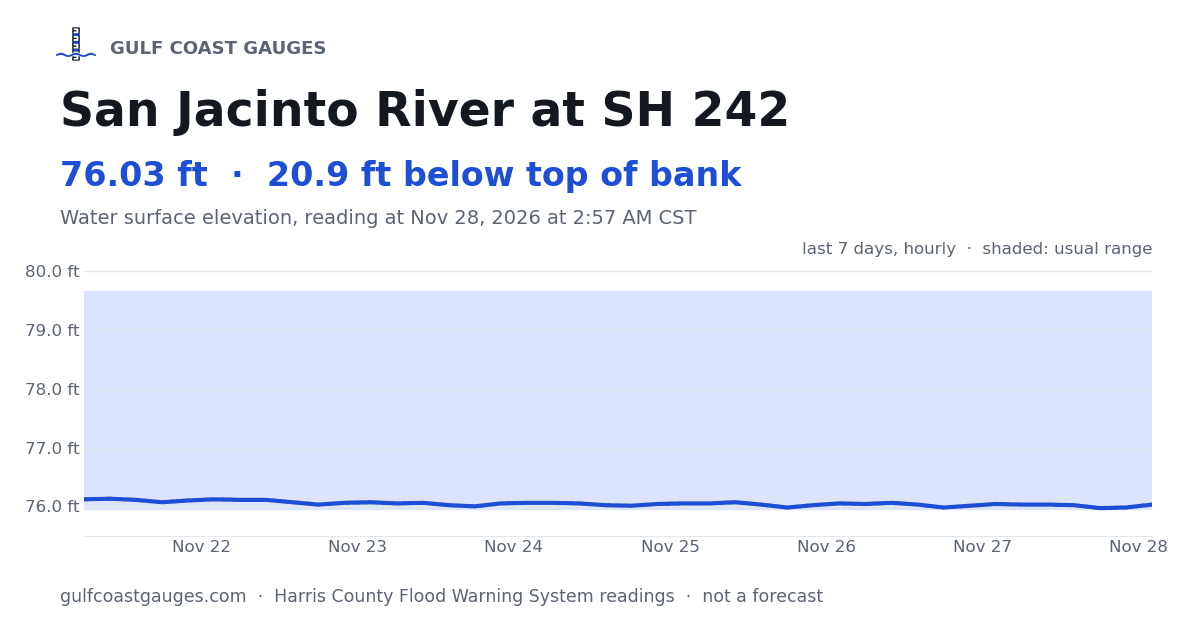 GULF COAST GAUGES
San Jacinto River at SH 242
76.03 ft · 20.9 ft below top of bank
Water surface elevation, reading at Nov 28, 2026 at 2:57 AM CST
last 7 days, hourly · shaded: usual range
80.0 ft
79.0 ft
78.0 ft
77.0 ft
76.0 ft
Nov 22 Nov 23 Nov 24 Nov 25 Nov 26 Nov 27 Nov 28
gulfcoastgauges.com · Harris County Flood Warning System readings · not a forecast